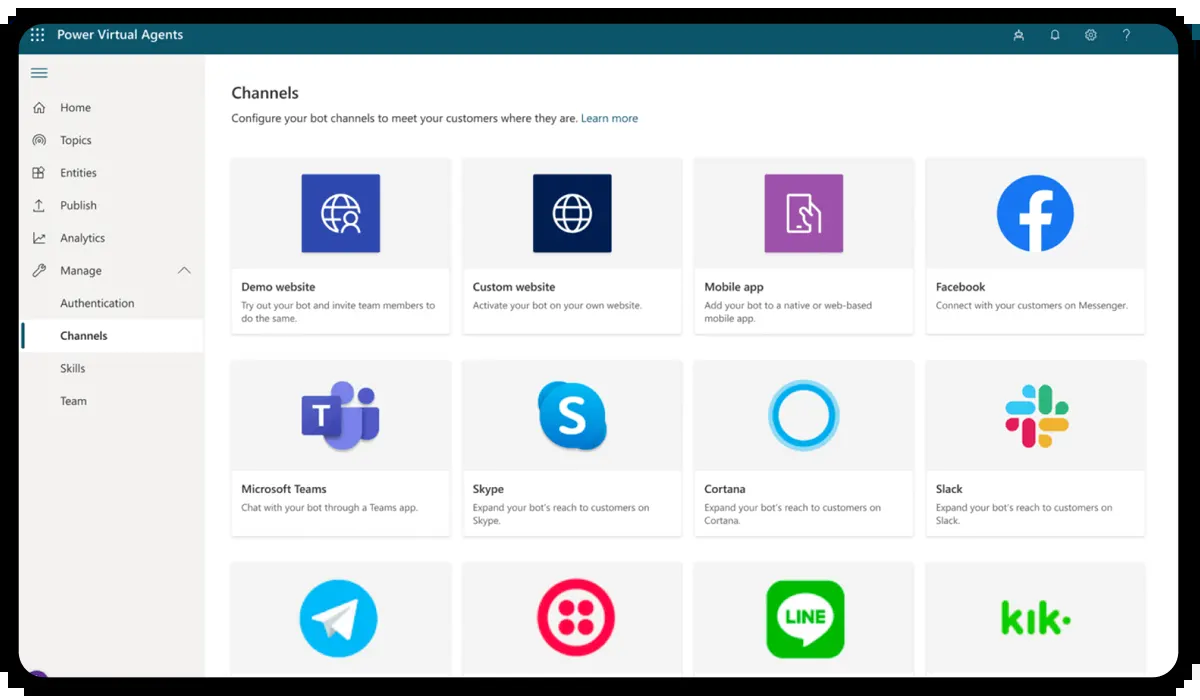 Power Virtual Agents
?
Home
Topics
Entities
Publish
Analytics
Manage
Authentication
Channels
Skills
Team
Channels
Configure your bot channels to meet your customers where they are. Learn more
Demo website
Try out your bot and invite team members to
do the same.
Custom website
Activate your bot on your own website.
Mobile app
Add your bot to a native or web-based
mobile app.
Facebook
Connect with your customers on Messenger.
T
Microsoft Teams
Chat with your bot through a Teams app.
S
Skype
Expand your bot's reach to customers on
Skype.
Cortana
Expand your bot's reach to customers on
Cortana.
Slack
Expand your bot's reach to customers on
Slack.
LINE
kik.